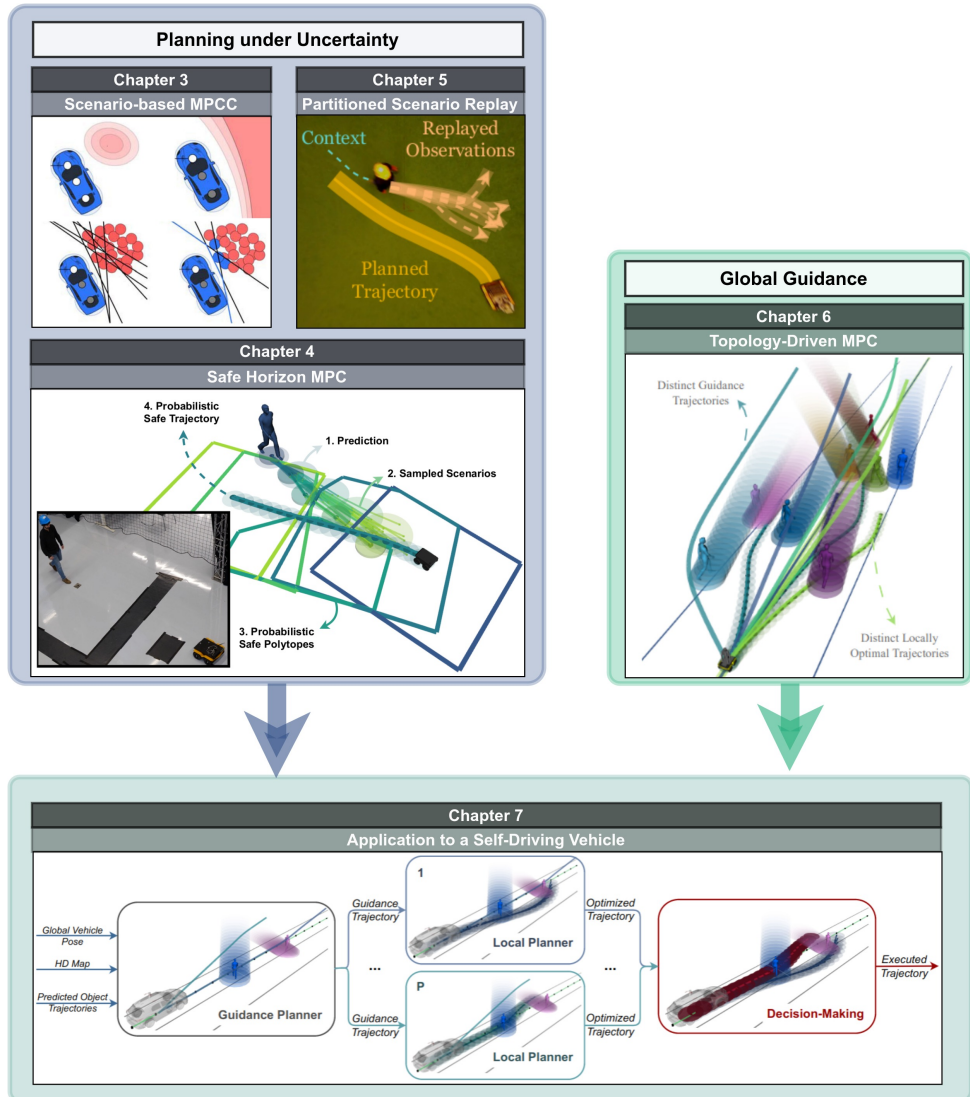 Planning under Uncertainty
Chapter 3
Scenario-based MPCC
Chapter 5
Partitioned Scenario Replay
Context
Replayed
Observations
Planned
Trajectory
Chapter 4
Safe Horizon MPC
4. Probabilistic
Safe Trajectory
1. Prediction
2. Sampled Scenarios
3. Probabilistic
Safe Polytopes
Global Guidance
Chapter 6
Topology-Driven MPC
Distinct Guidance
Trajectories
Distinct Locally
Optimal Trajectories
Chapter 7
Application to a Self-Driving Vehicle
Global Vehicle
Pose
HD Map
Predicted Object
Trajectories
Guidance Planner
Guidance
Trajectory
...
Guidance
Trajectory
1
Local Planner
P
Local Planner
Optimized
Trajectory
...
Optimized
Trajectory
Decision-Making
Executed
Trajectory